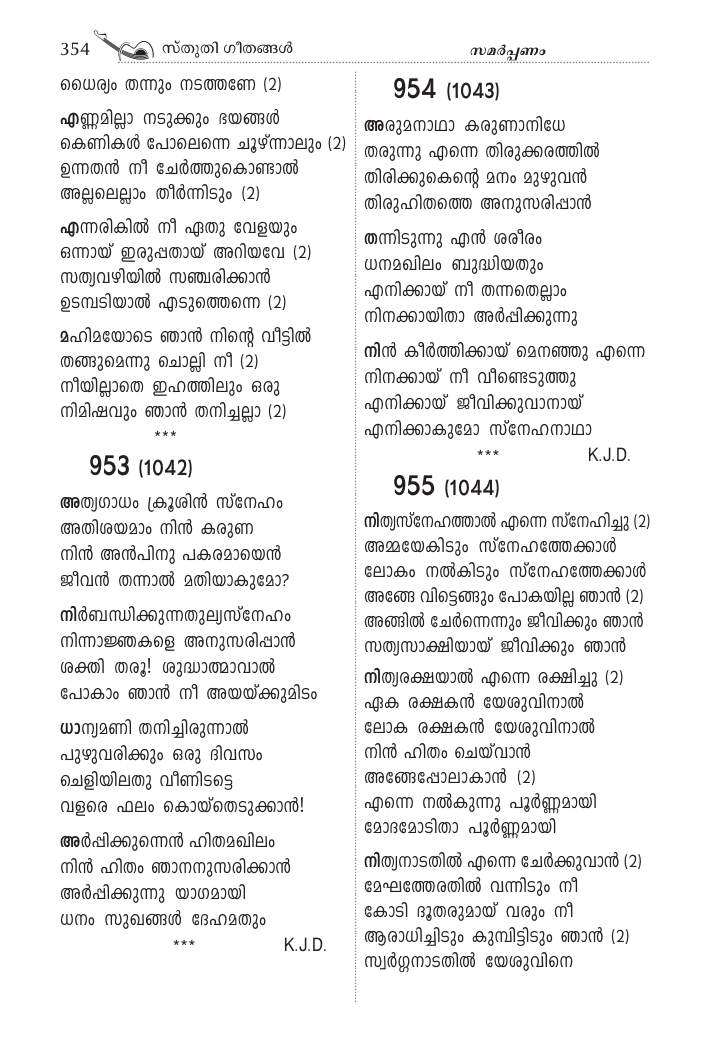 354 സ്തുതി ഗീതങ്ങൾ
സമർപ്പണം
ധൈര്യം തന്നും നടത്തണേ (2)
എണ്ണമില്ലാ നടുക്കും ഭയങ്ങൾ
കെണികൾ പോലെന്നെ ചൂഴ്ന്നാലും (2)
ഉന്നതൻ നീ ചേർത്തുകൊണ്ടാൽ
അല്ലലെല്ലാം തീർന്നിടും (2)
എന്നരികിൽ നീ ഏതു വേളയും
ഒന്നായ് ഇരുപ്പതായ് അറിയവേ (2)
സത്യവഴിയിൽ സഞ്ചരിക്കാൻ
ഉടമ്പടിയാൽ എടുത്തെന്നെ (2)
മഹിമയോടെ ഞാൻ നിന്റെ വീട്ടിൽ
തങ്ങുമെന്നു ചൊല്ലി നീ (2)
നീയില്ലാതെ ഇഹത്തിലും ഒരു
നിമിഷവും ഞാൻ തനിച്ചല്ലാ (2)
***
953 (1042)
അത്യഗാധം ക്രൂശിൻ സ്നേഹം
അതിശയമാം നിൻ കരുണ
നിൻ അൻപിനു പകരമായെൻ
ജീവൻ തന്നാൽ മതിയാകുമോ?
നിർബന്ധിക്കുന്നതുല്യസ്നേഹം
നിന്നാജ്ഞകളെ അനുസരിപ്പാൻ
ശക്തി തരൂ! ശുദ്ധാത്മാവാൽ
പോകാം ഞാൻ നീ അയയ്ക്കുമിടം
ധാന്യമണി തനിച്ചിരുന്നാൽ
പുഴുവരിക്കും ഒരു ദിവസം
ചെളിയിലതു വീണിടട്ടെ
വളരെ ഫലം കൊയ്തെടുക്കാൻ!
അർപ്പിക്കുന്നെൻ ഹിതമഖിലം
നിൻ ഹിതം ഞാനനുസരിക്കാൻ
അർപ്പിക്കുന്നു യാഗമായി
ധനം സുഖങ്ങൾ ദേഹമതും
*** K.J.D.
954 (1043)
അരുമനാഥാ കരുണാനിധേ
തരുന്നു എന്നെ തിരുക്കരത്തിൽ
തിരിക്കുകെന്റെ മനം മുഴുവൻ
തിരുഹിതത്തെ അനുസരിപ്പാൻ
തന്നിടുന്നു എൻ ശരീരം
ധനമഖിലം ബുദ്ധിയതും
എനിക്കായ് നീ തന്നതെല്ലാം
നിനക്കായിതാ അർപ്പിക്കുന്നു
നിൻ കീർത്തിക്കായ് മെനഞ്ഞു എന്നെ
നിനക്കായ് നീ വീണ്ടെടുത്തു
എനിക്കായ് ജീവിക്കുവാനായ്
എനിക്കാകുമോ സ്നേഹനാഥാ
*** K.J.D.
955 (1044)
നിത്യസ്നേഹത്താൽ എന്നെ സ്നേഹിച്ചു (2)
അമ്മയേകിടും സ്നേഹത്തേക്കാൾ
ലോകം നൽകിടും സ്നേഹത്തേക്കാൾ
അങ്ങേ വിട്ടെങ്ങും പോകയില്ല ഞാൻ (2)
അങ്ങിൽ ചേർന്നെന്നും ജീവിക്കും ഞാൻ
സത്യസാക്ഷിയായ് ജീവിക്കും ഞാൻ
നിത്യരക്ഷയാൽ എന്നെ രക്ഷിച്ചു (2)
ഏക രക്ഷകൻ യേശുവിനാൽ
ലോക രക്ഷകൻ യേശുവിനാൽ
നിൻ ഹിതം ചെയ്‌വാൻ
അങ്ങേപ്പോലാകാൻ (2)
എന്നെ നൽകുന്നു പൂർണ്ണമായി
മോദമോടിതാ പൂർണ്ണമായി
നിത്യനാടതിൽ എന്നെ ചേർക്കുവാൻ (2)
മേഘത്തേരതിൽ വന്നിടും നീ
കോടി ദൂതരുമായ് വരും നീ
ആരാധിച്ചിടും കുമ്പിട്ടിടും ഞാൻ (2)
സ്വർഗ്ഗനാടതിൽ യേശുവിനെ